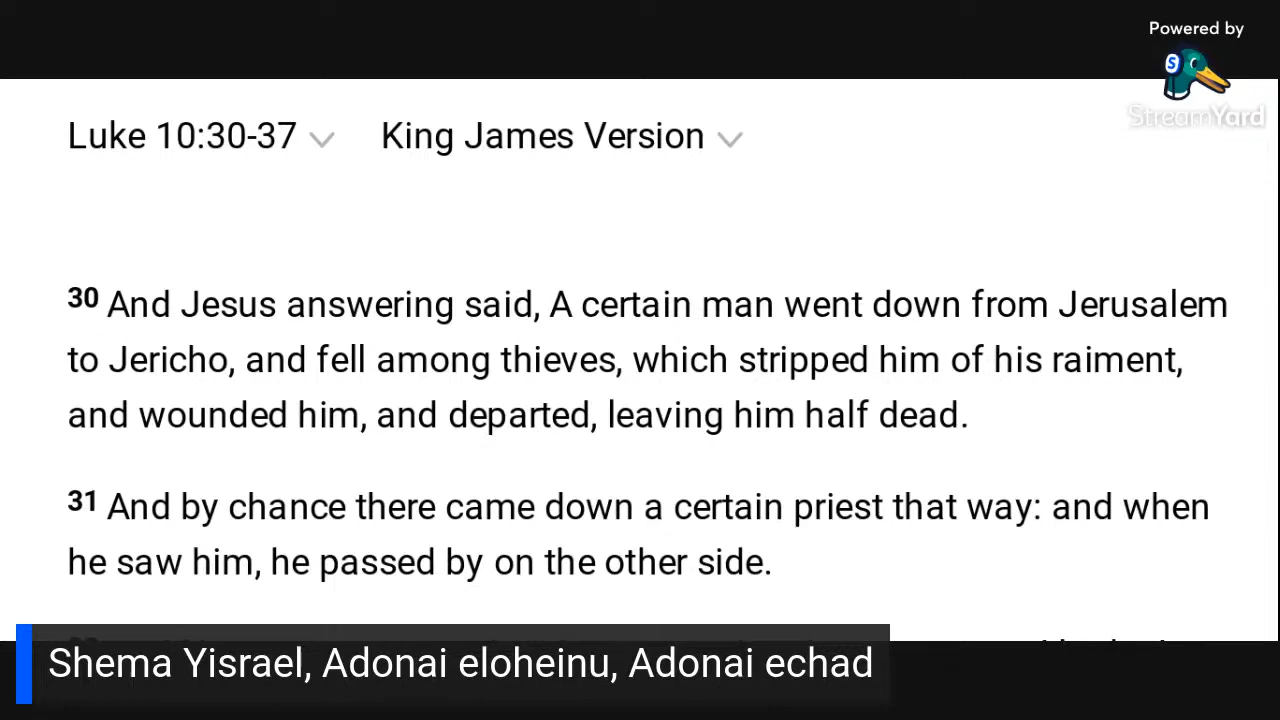 Powered by
StreamYard
Luke 10:30-37 King James Version
30 And Jesus answering said, A certain man went down from Jerusalem
to Jericho, and fell among thieves, which stripped him of his raiment,
and wounded him, and departed, leaving him half dead.
31 And by chance there came down a certain priest that way: and when
he saw him, he passed by on the other side.
Shema Yisrael, Adonai eloheinu, Adonai echad